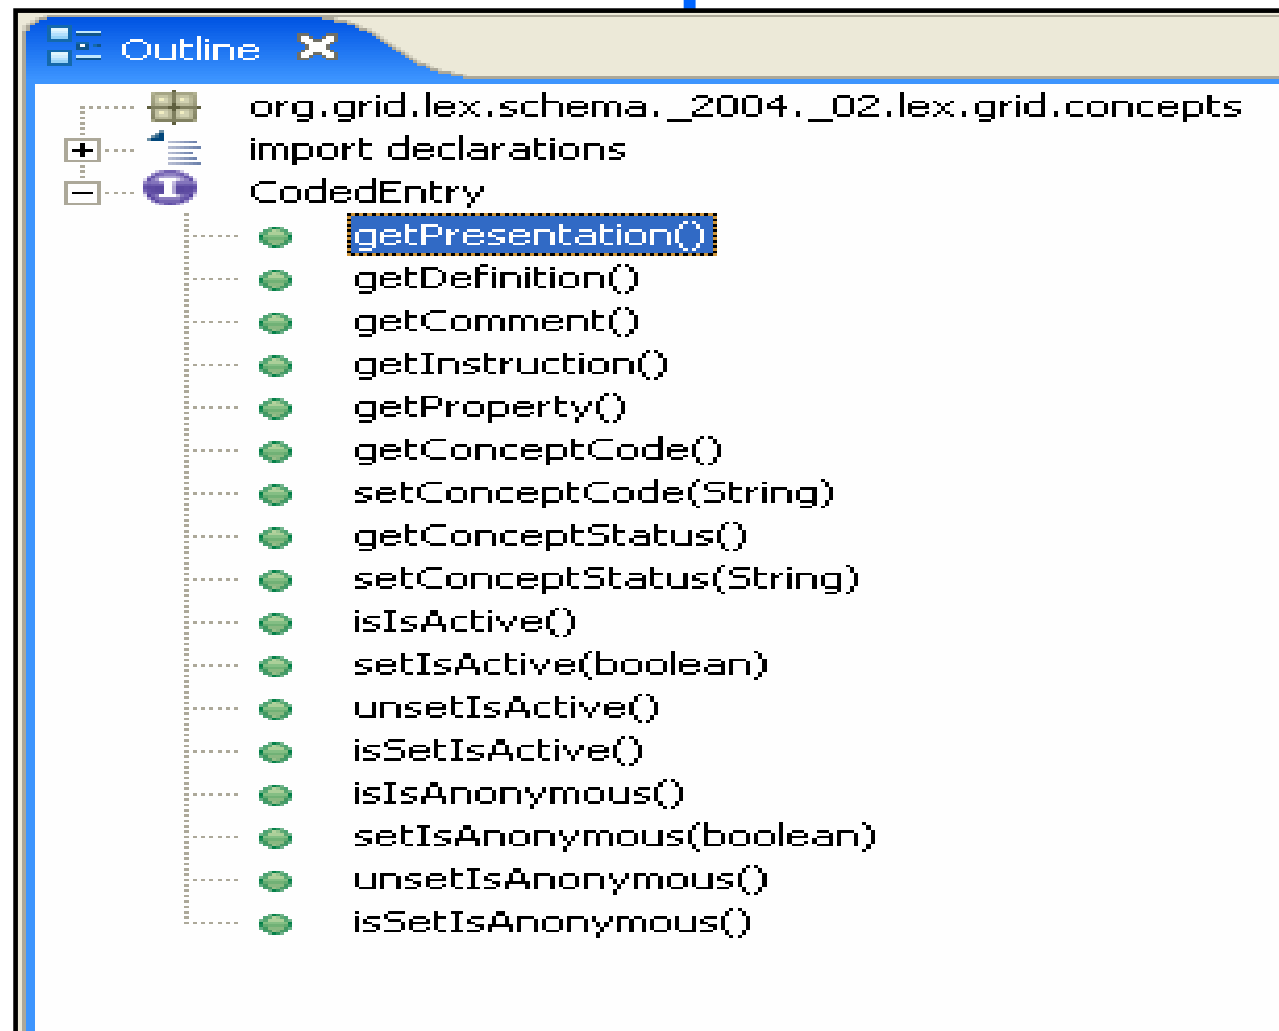 Outline
org.grid.lex.schema._2004._02.lex.grid.concepts
import declarations
CodedEntry
getPresentation()
getDefinition()
getComment()
getInstruction()
getProperty()
getConceptCode()
setConceptCode(String)
getConceptStatus()
setConceptStatus(String)
isIsActive()
setIsActive(boolean)
unsetIsActive()
isSetIsActive()
isIsAnonymous()
setIsAnonymous(boolean)
unsetIsAnonymous()
isSetIsAnonymous()